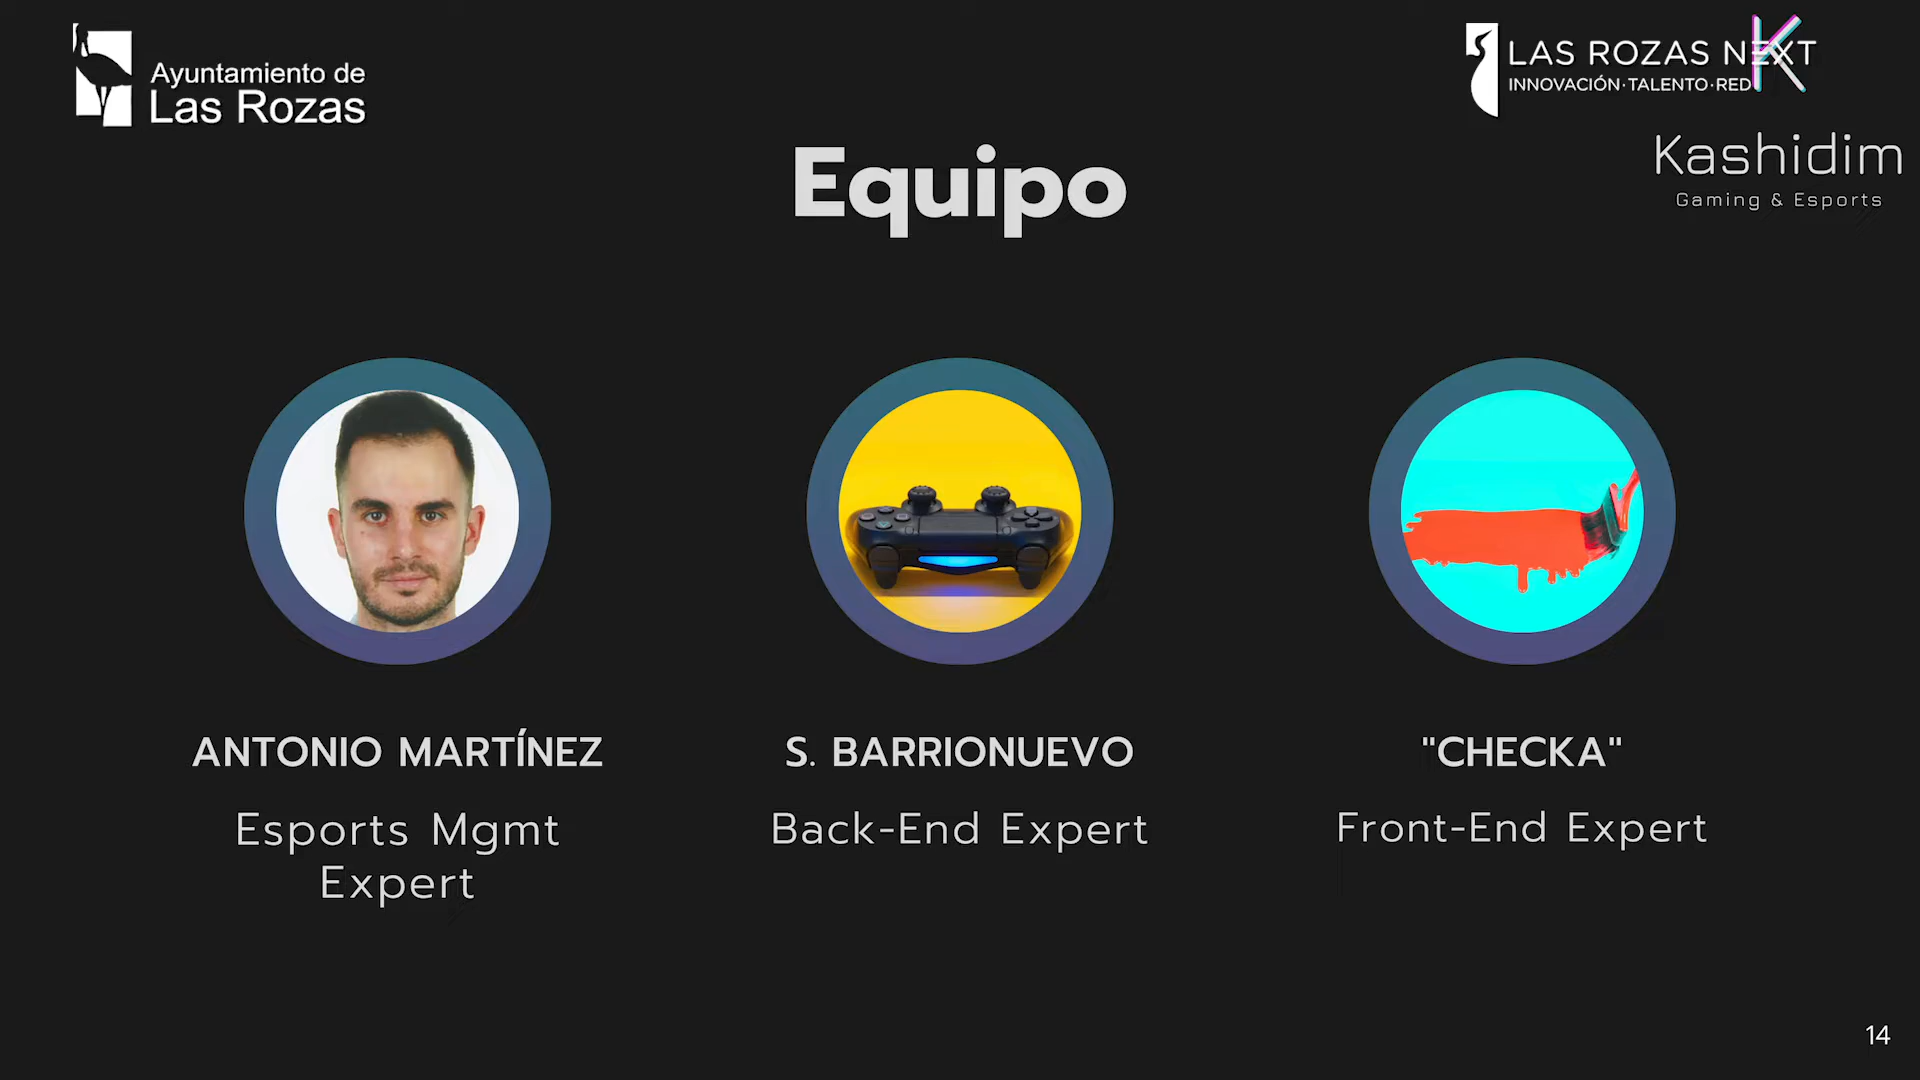 Ayuntamiento de
Las Rozas
LAS ROZAS NEXT
INNOVACIÓN·TALENTO·RED
K
Kashidim
Gaming & Esports
Equipo
ANTONIO MARTÍNEZ
Esports Mgmt
Expert
S. BARRIONUEVO
Back-End Expert
"CHECKA"
Front-End Expert
14